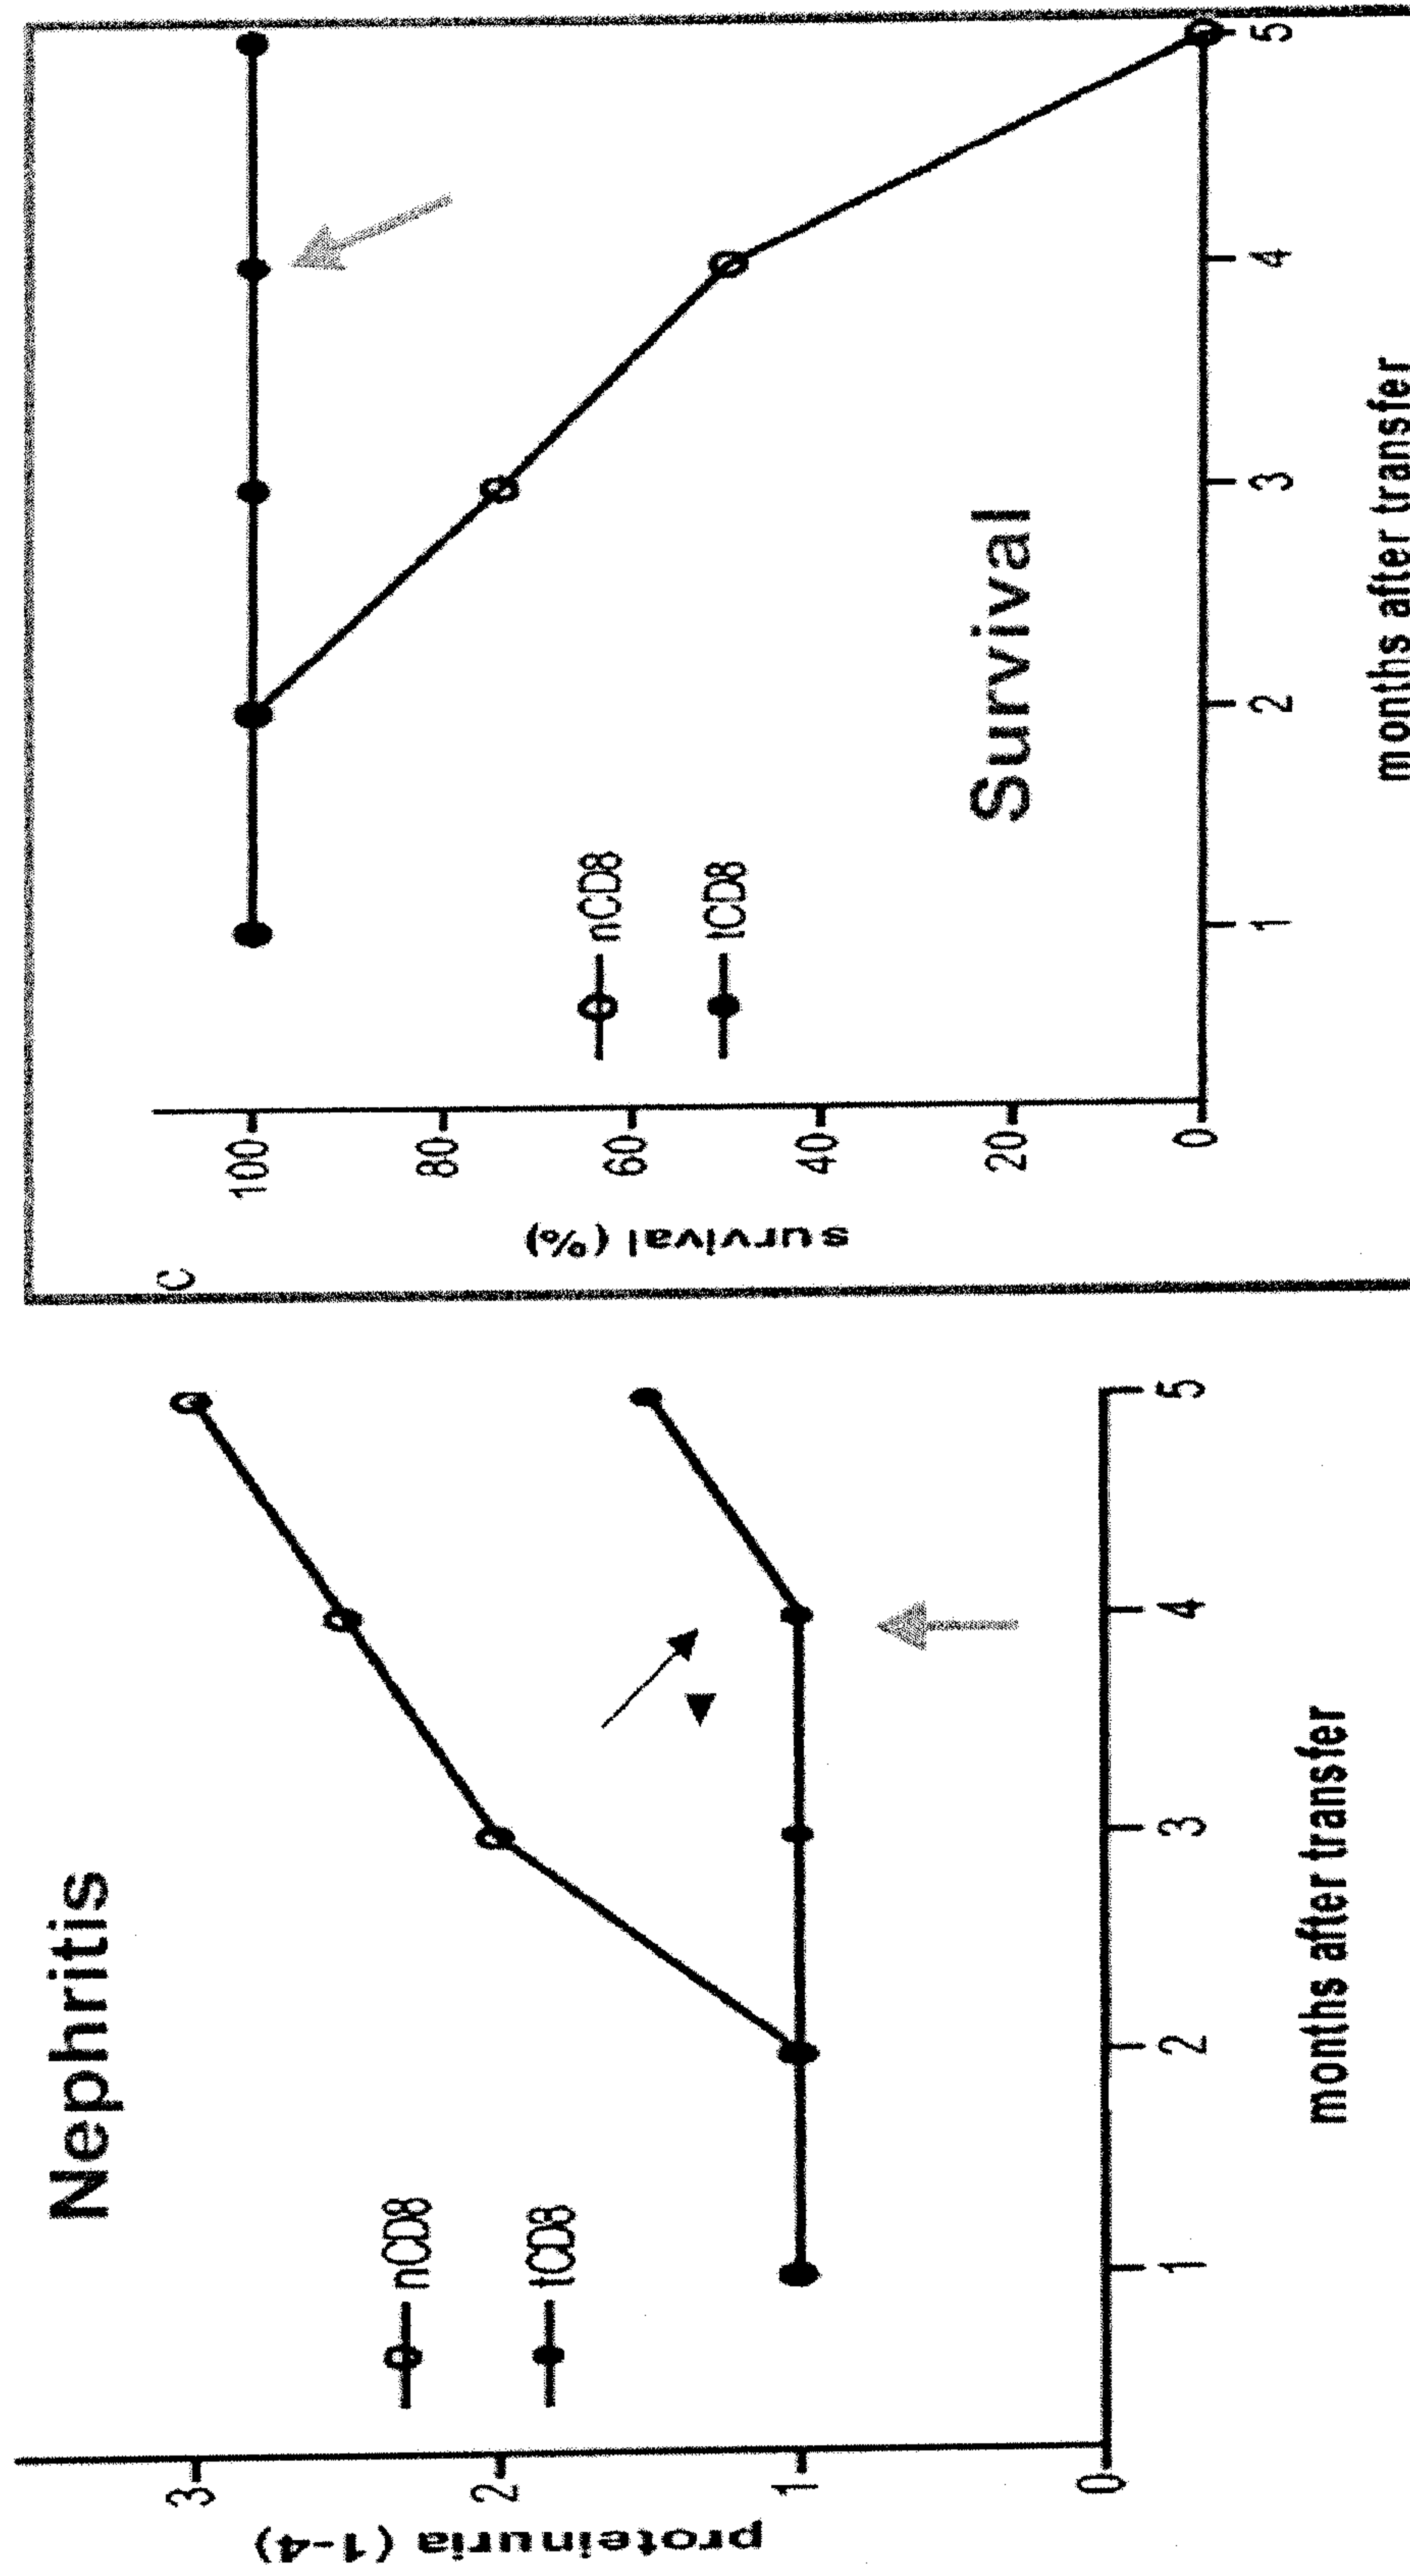 Nephritis
nCD8
tCD8
3
2
1
0
proteinuria (1-4)
1
2
3
4
5
months after transfer
C
nCD8
tCD8
Survival
100
80
60
40
20
0
survival (%)
1
2
3
4
5
months after transfer